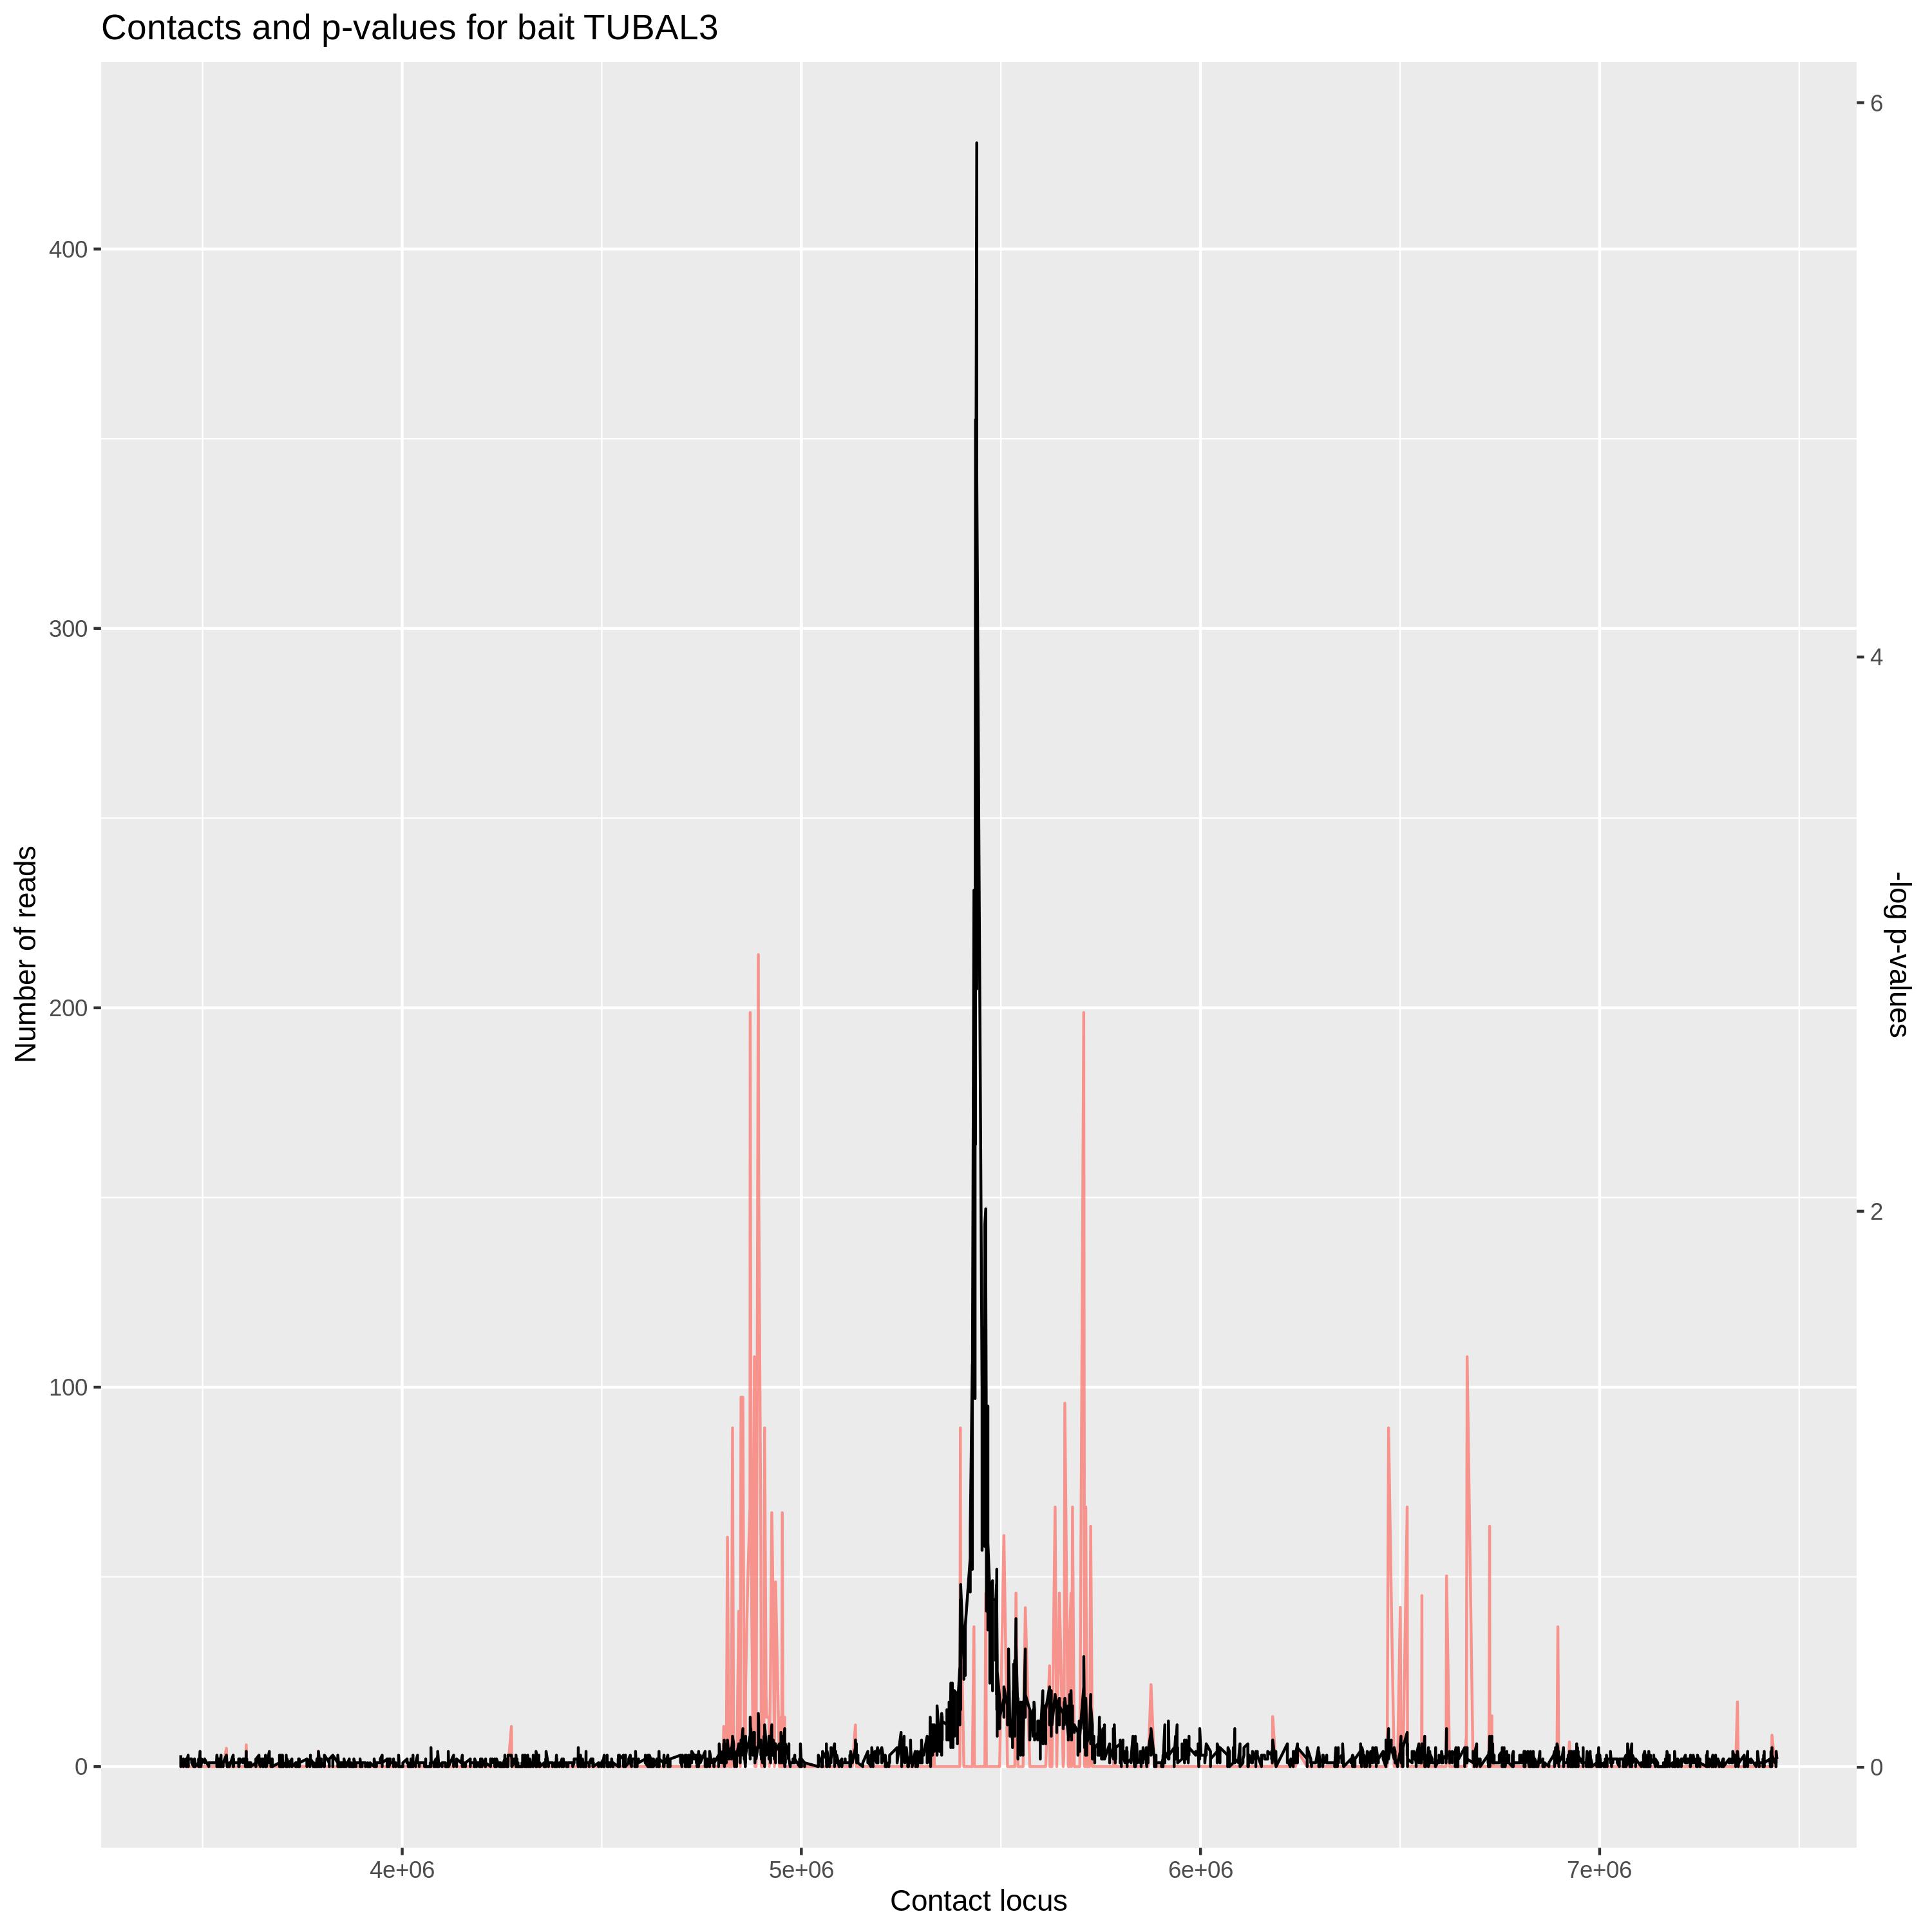 Contacts and p-values for bait TUBAL3
6
400
300
4
Number of reads
-log p-values
200
2
100
0
0
4e+06
5e+06
6e+06
7e+06
Contact locus